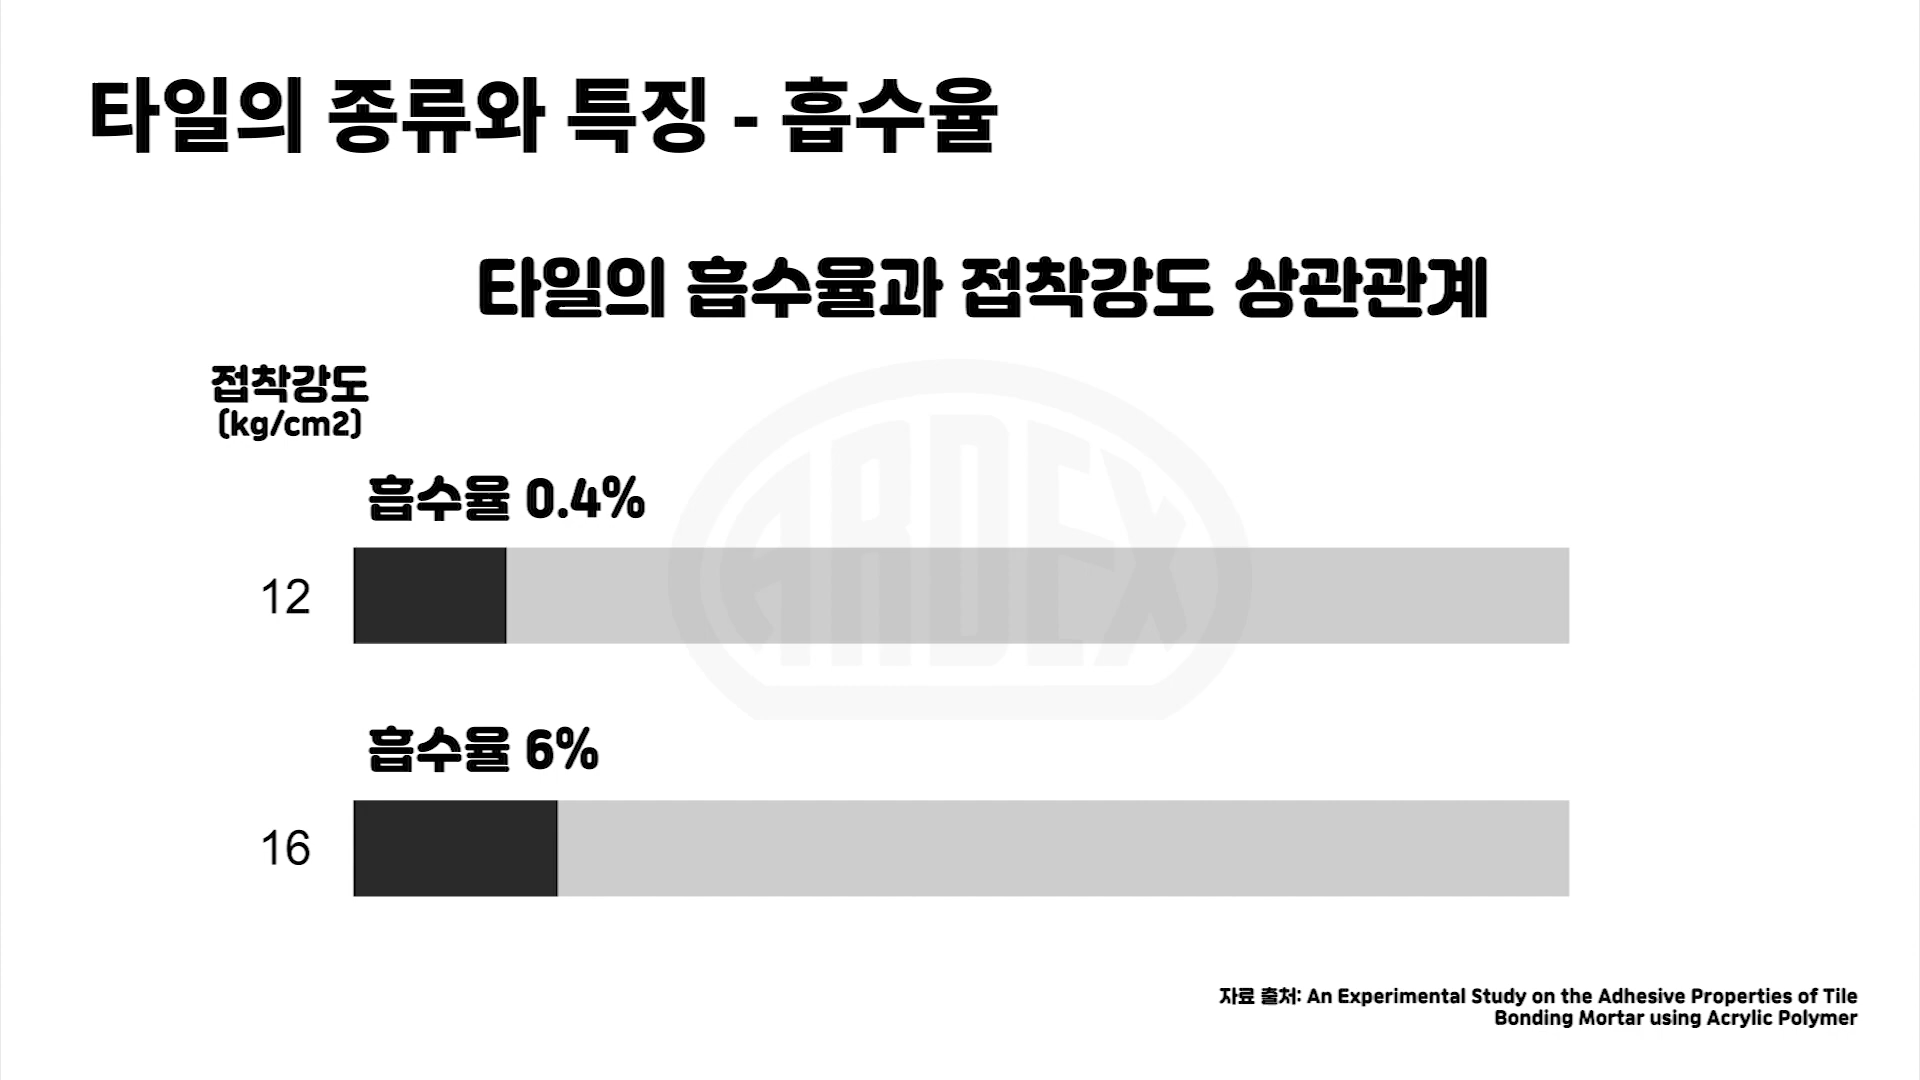 타일의 종류와 특징 - 흡수율
타일의 흡수율과 접착강도 상관관계
접착강도
(kg/cm2)
흡수율 0.4%
ARDEX
12
흡수율 6%
16
자료 출처: An Experimental Study on the Adhesive Properties of Tile
Bonding Mortar using Acrylic Polymer